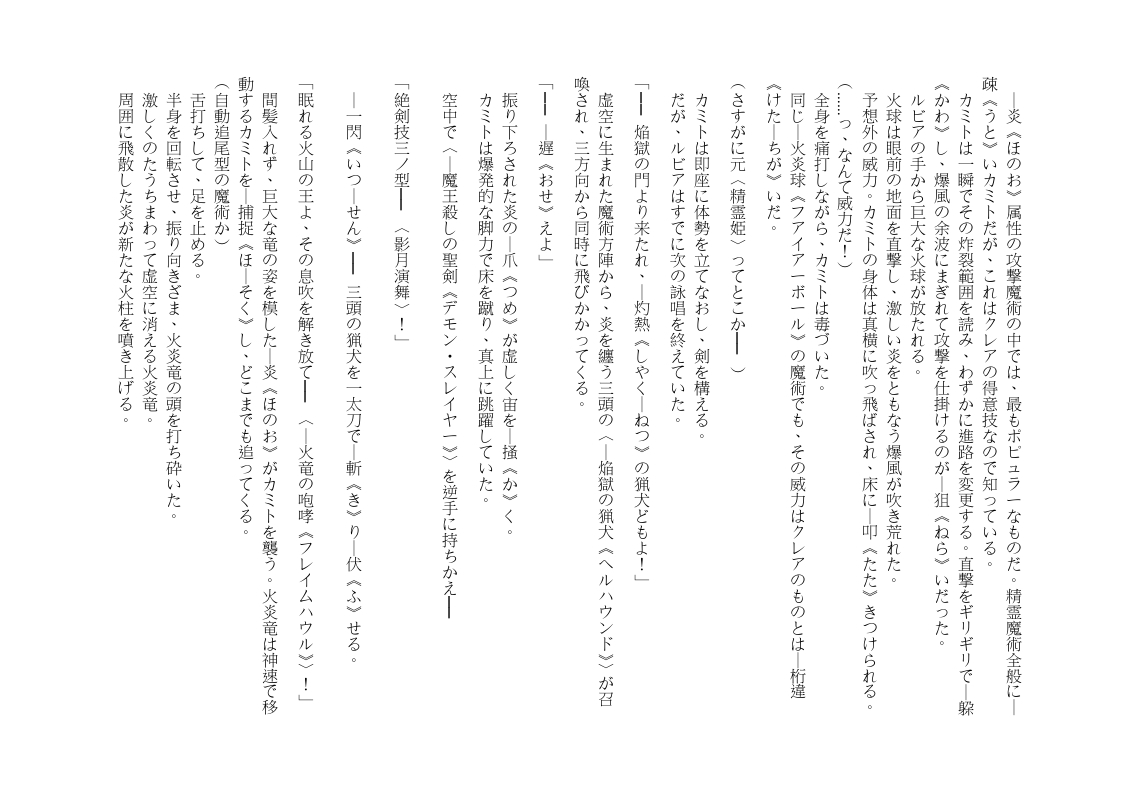 ｜炎《ほのお》属性の攻撃魔術の中では、最もポピュラーなものだ。精霊魔術全般に｜
疎《うと》いカミトだが、これはクレアの得意技なので知っている。
カミトは一瞬でその炸裂範囲を読み、わずかに進路を変更する。直撃をギリギリで｜躱
《かわ》し、爆風の余波にまぎれて攻撃を仕掛けるのが｜狙《ねら》いだった。
ルビアの手から巨大な火球が放たれる。
火球は眼前の地面を直撃し、激しい炎をともなう爆風が吹き荒れた。
予想外の威力。カミトの身体は真横に吹っ飛ばされ、床に｜叩《たた》きつけられる。
（……っ、なんて威力だ！）
全身を痛打しながら、カミトは毒づいた。
同じ｜火炎球《ファイアーボール》の魔術でも、その威力はクレアのものとは｜桁違
《けた｜ちが》いだ。
（さすがに元〈精霊姫〉ってとこか━━）
カミトは即座に体勢を立てなおし、剣を構える。
だが、ルビアはすでに次の詠唱を終えていた。
「━━焔獄の門より来たれ、｜灼熱《しやく｜ねつ》の猟犬どもよ！」
虚空に生まれた魔術方陣から、炎を纏う三頭の〈｜焔獄の猟犬《ヘルハウンド》〉が召
喚され、三方向から同時に飛びかかってくる。
「━━｜遅《おせ》えよ」
振り下ろされた炎の｜爪《つめ》が虚しく宙を｜掻《か》く。
カミトは爆発的な脚力で床を蹴り、真上に跳躍していた。
空中で〈｜魔王殺しの聖剣《デモン・スレイヤー》〉を逆手に持ちかえ━━
「絶剣技三ノ型━━〈影月演舞〉！」
｜一閃《いつ｜せん》━━三頭の猟犬を一太刀で｜斬《き》り｜伏《ふ》せる。
「眠れる火山の王よ、その息吹を解き放て━━〈｜火竜の咆哮《フレイムハウル》〉！」
間髪入れず、巨大な竜の姿を模した｜炎《ほのお》がカミトを襲う。火炎竜は神速で移
動するカミトを｜捕捉《ほ｜そく》し、どこまでも追ってくる。
（自動追尾型の魔術か）
舌打ちして、足を止める。
半身を回転させ、振り向きざま、火炎竜の頭を打ち砕いた。
激しくのたうちまわって虚空に消える火炎竜。
周囲に飛散した炎が新たな火柱を噴き上げる。